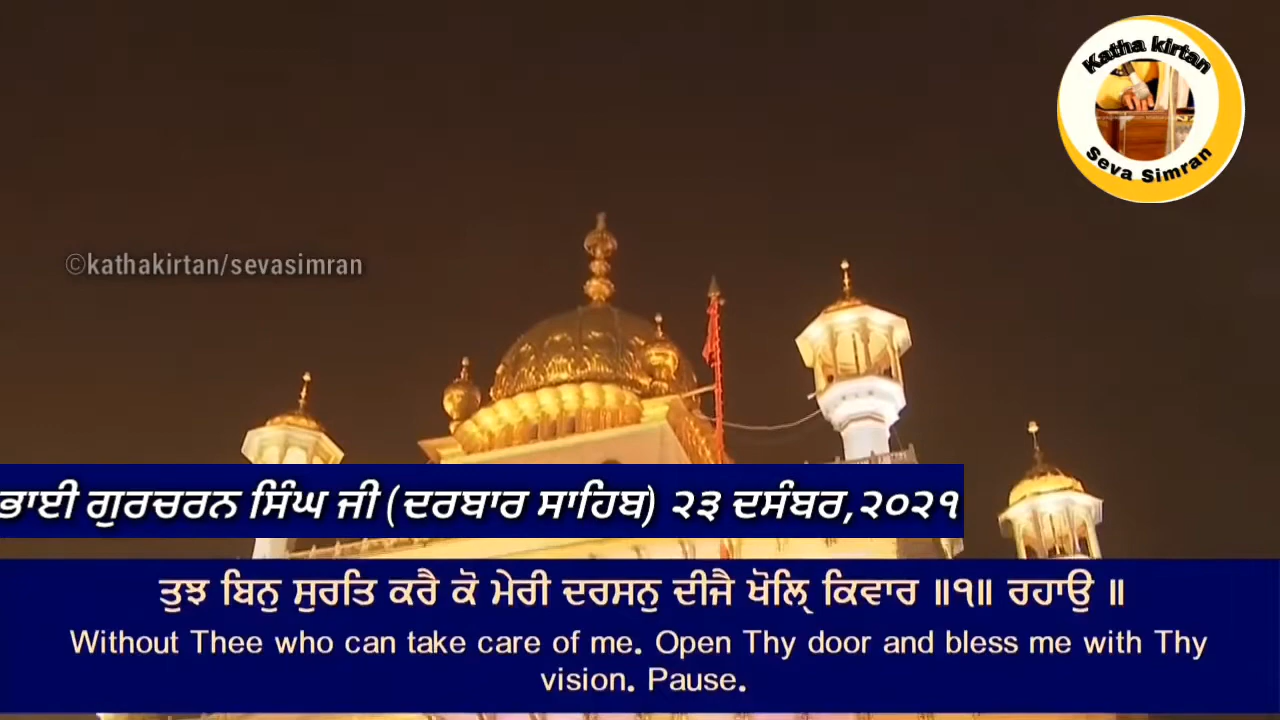 Katha kirtan
Seva Simran
©kathakirtan/sevasimran
ਭਾਈ ਗੁਰਚਰਨ ਸਿੰਘ ਜੀ (ਦਰਬਾਰ ਸਾਹਿਬ) ੨੩ ਦਸੰਬਰ,੨੦੨੧
ਤੁਝ ਬਿਨੁ ਸੁਰਤਿ ਕਰੈ ਕੋ ਮੇਰੀ ਦਰਸਨੁ ਦੀਜੈ ਖੋਲਿ੍ ਕਿਵਾਰ ॥੧॥ ਰਹਾਉ ॥
Without Thee who can take care of me. Open Thy door and bless me with Thy
vision. Pause.